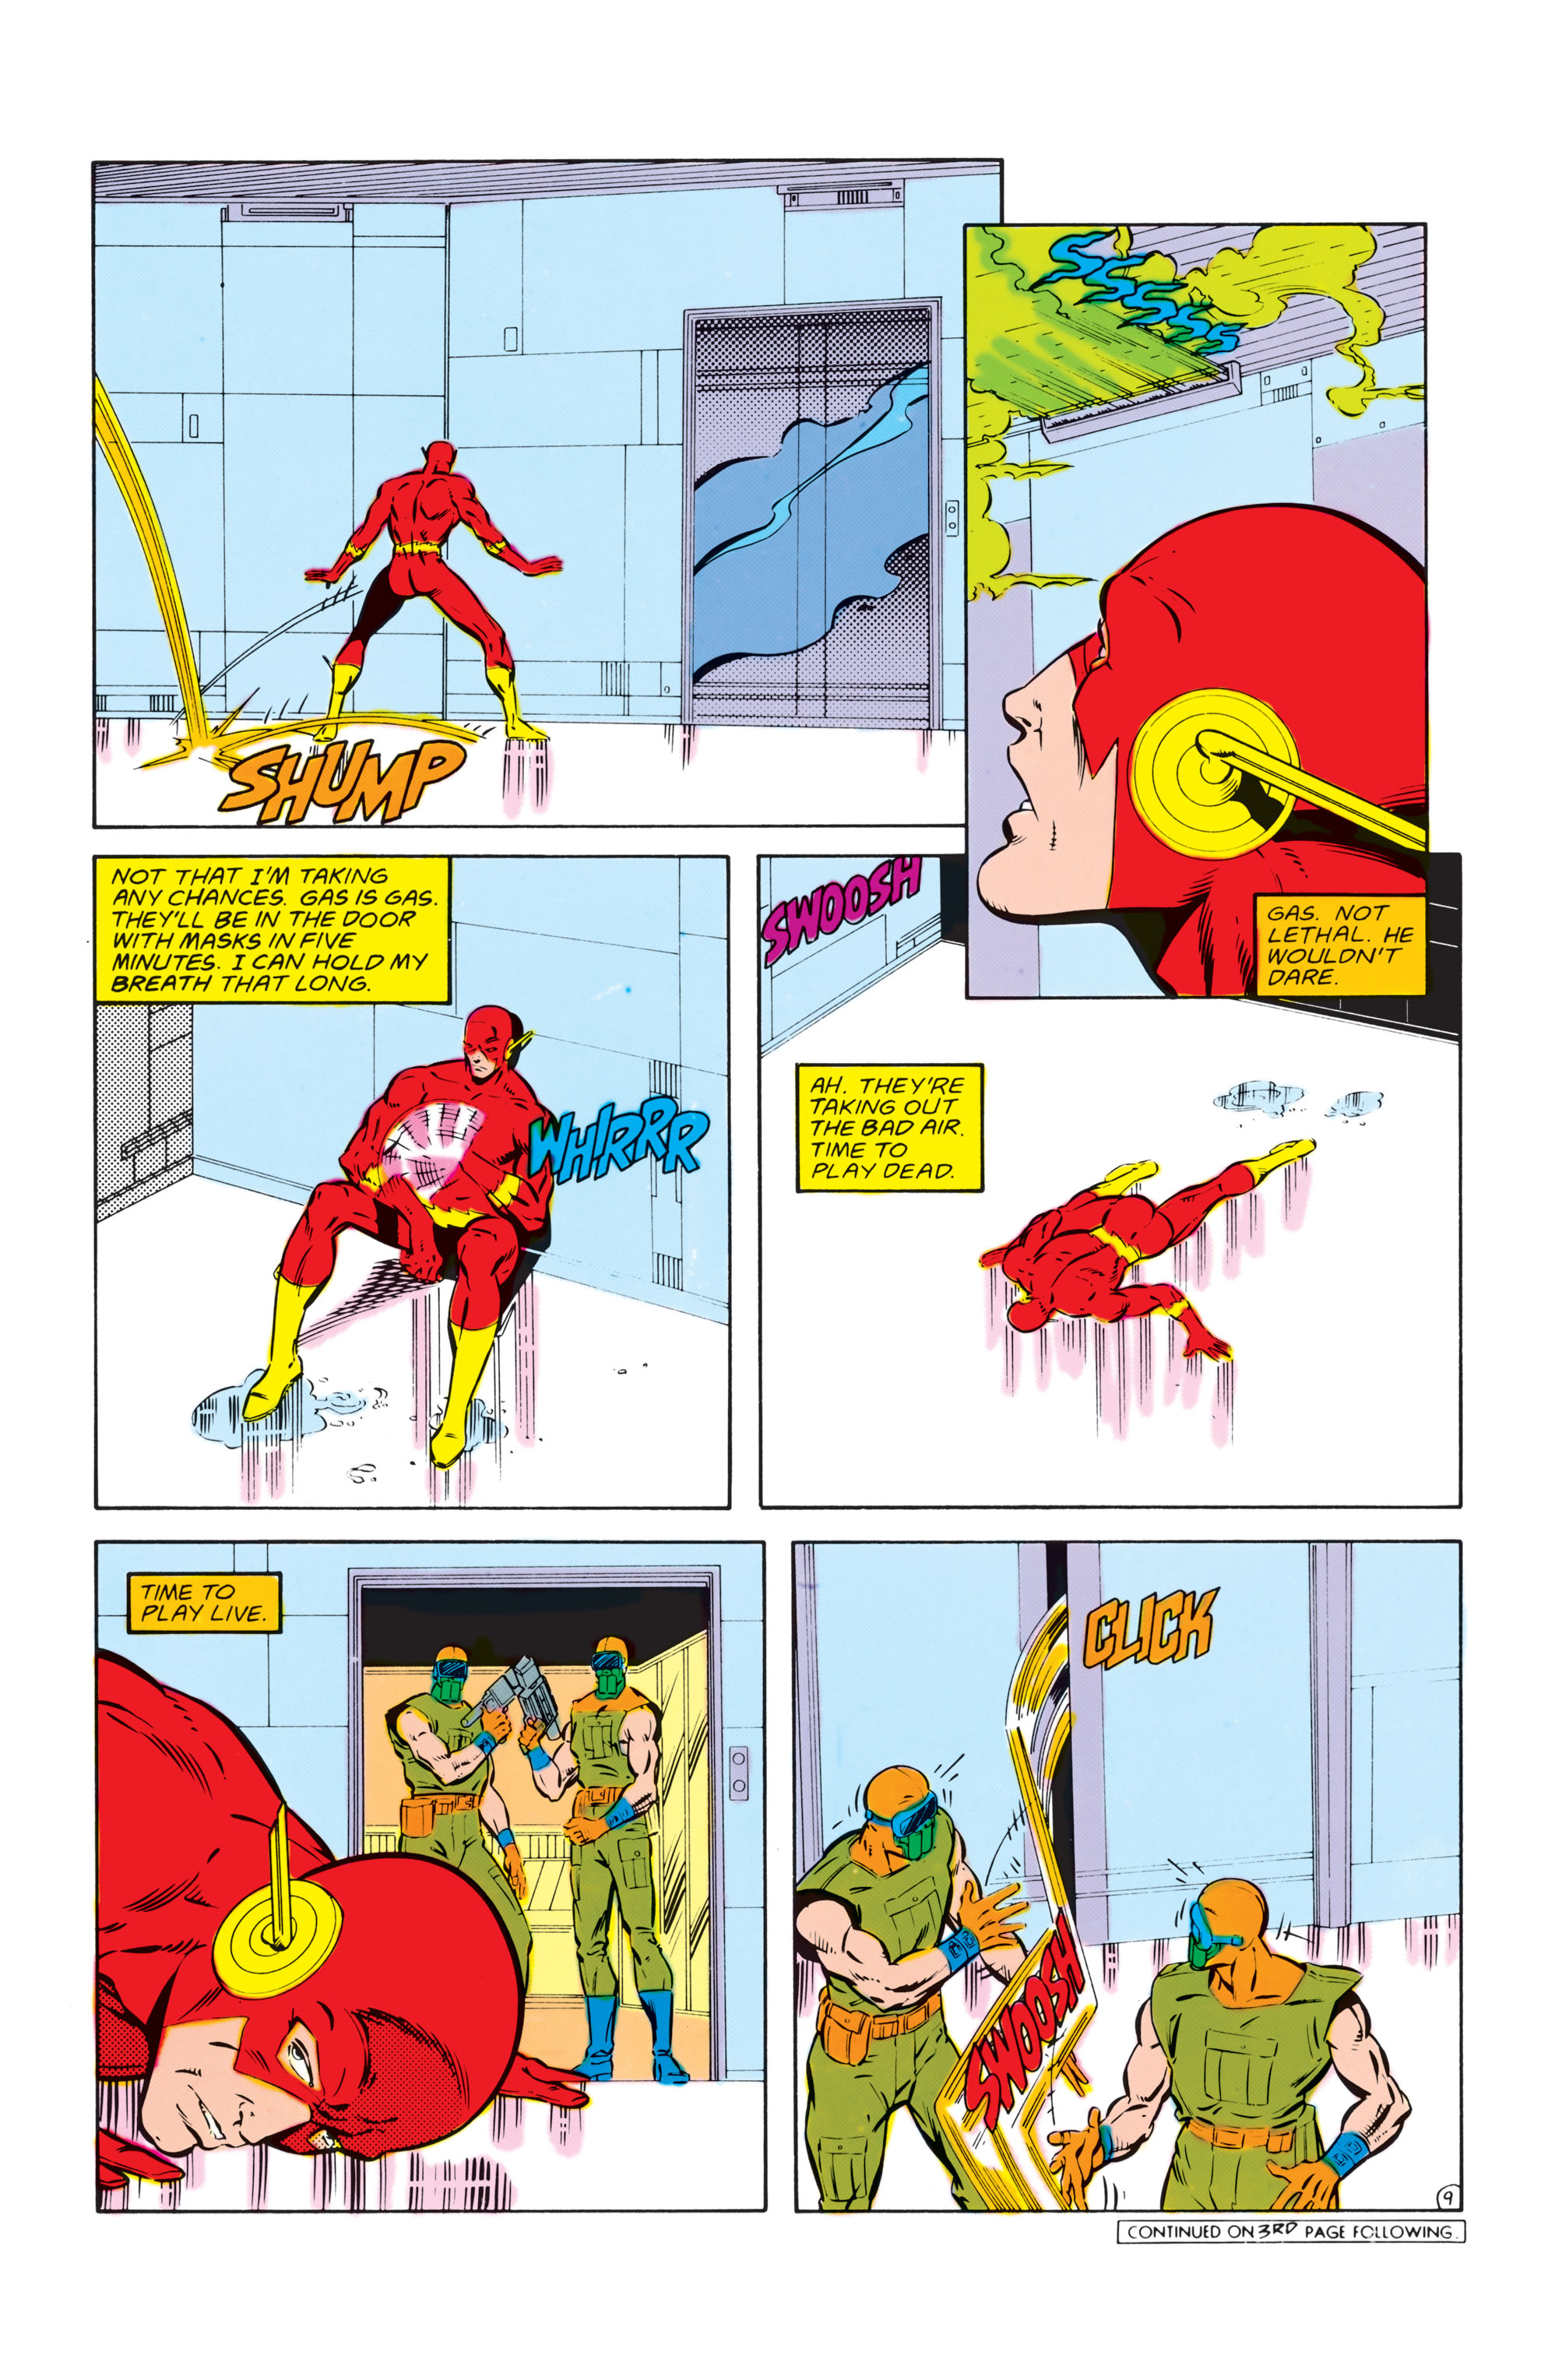 SHUMP
SSSSSS
GAS. NOT
LETHAL. HE
WOULDN'T
DARE.
NOT THAT I'M TAKING
ANY CHANCES. GAS IS GAS.
THEY'LL BE IN THE DOOR
WITH MASKS IN FIVE
MINUTES. I CAN HOLD MY
BREATH THAT LONG.
WHIRRR
SWOOSH
AH. THEY'RE
TAKING OUT
THE BAD AIR.
TIME TO
PLAY DEAD.
TIME TO
PLAY LIVE.
CLICK
SWOOSH
9
CONTINUED ON 3RD PAGE FOLLOWING.